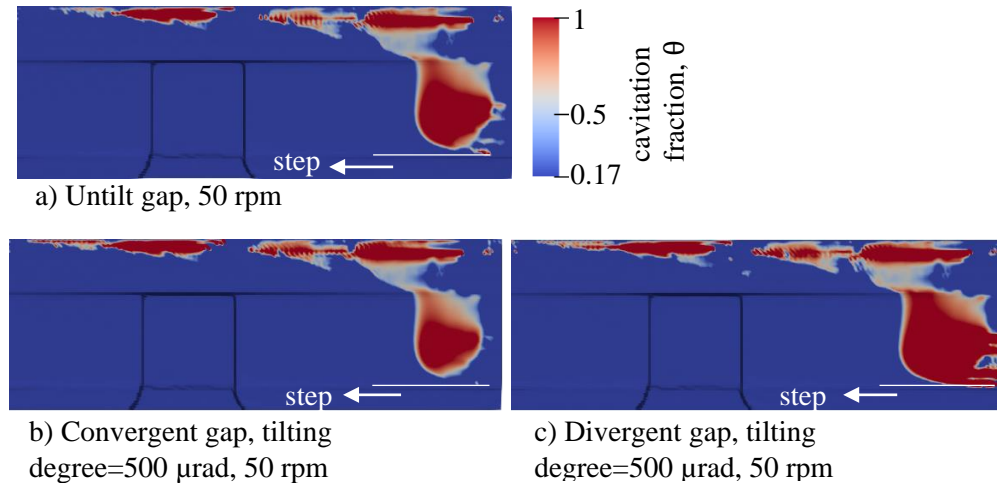 1
0.5
0.17
cavitation
fraction, θ
step
a) Untilt gap, 50 rpm
step
step
b) Convergent gap, tilting
degree=500 μrad, 50 rpm
c) Divergent gap, tilting
degree=500 μrad, 50 rpm